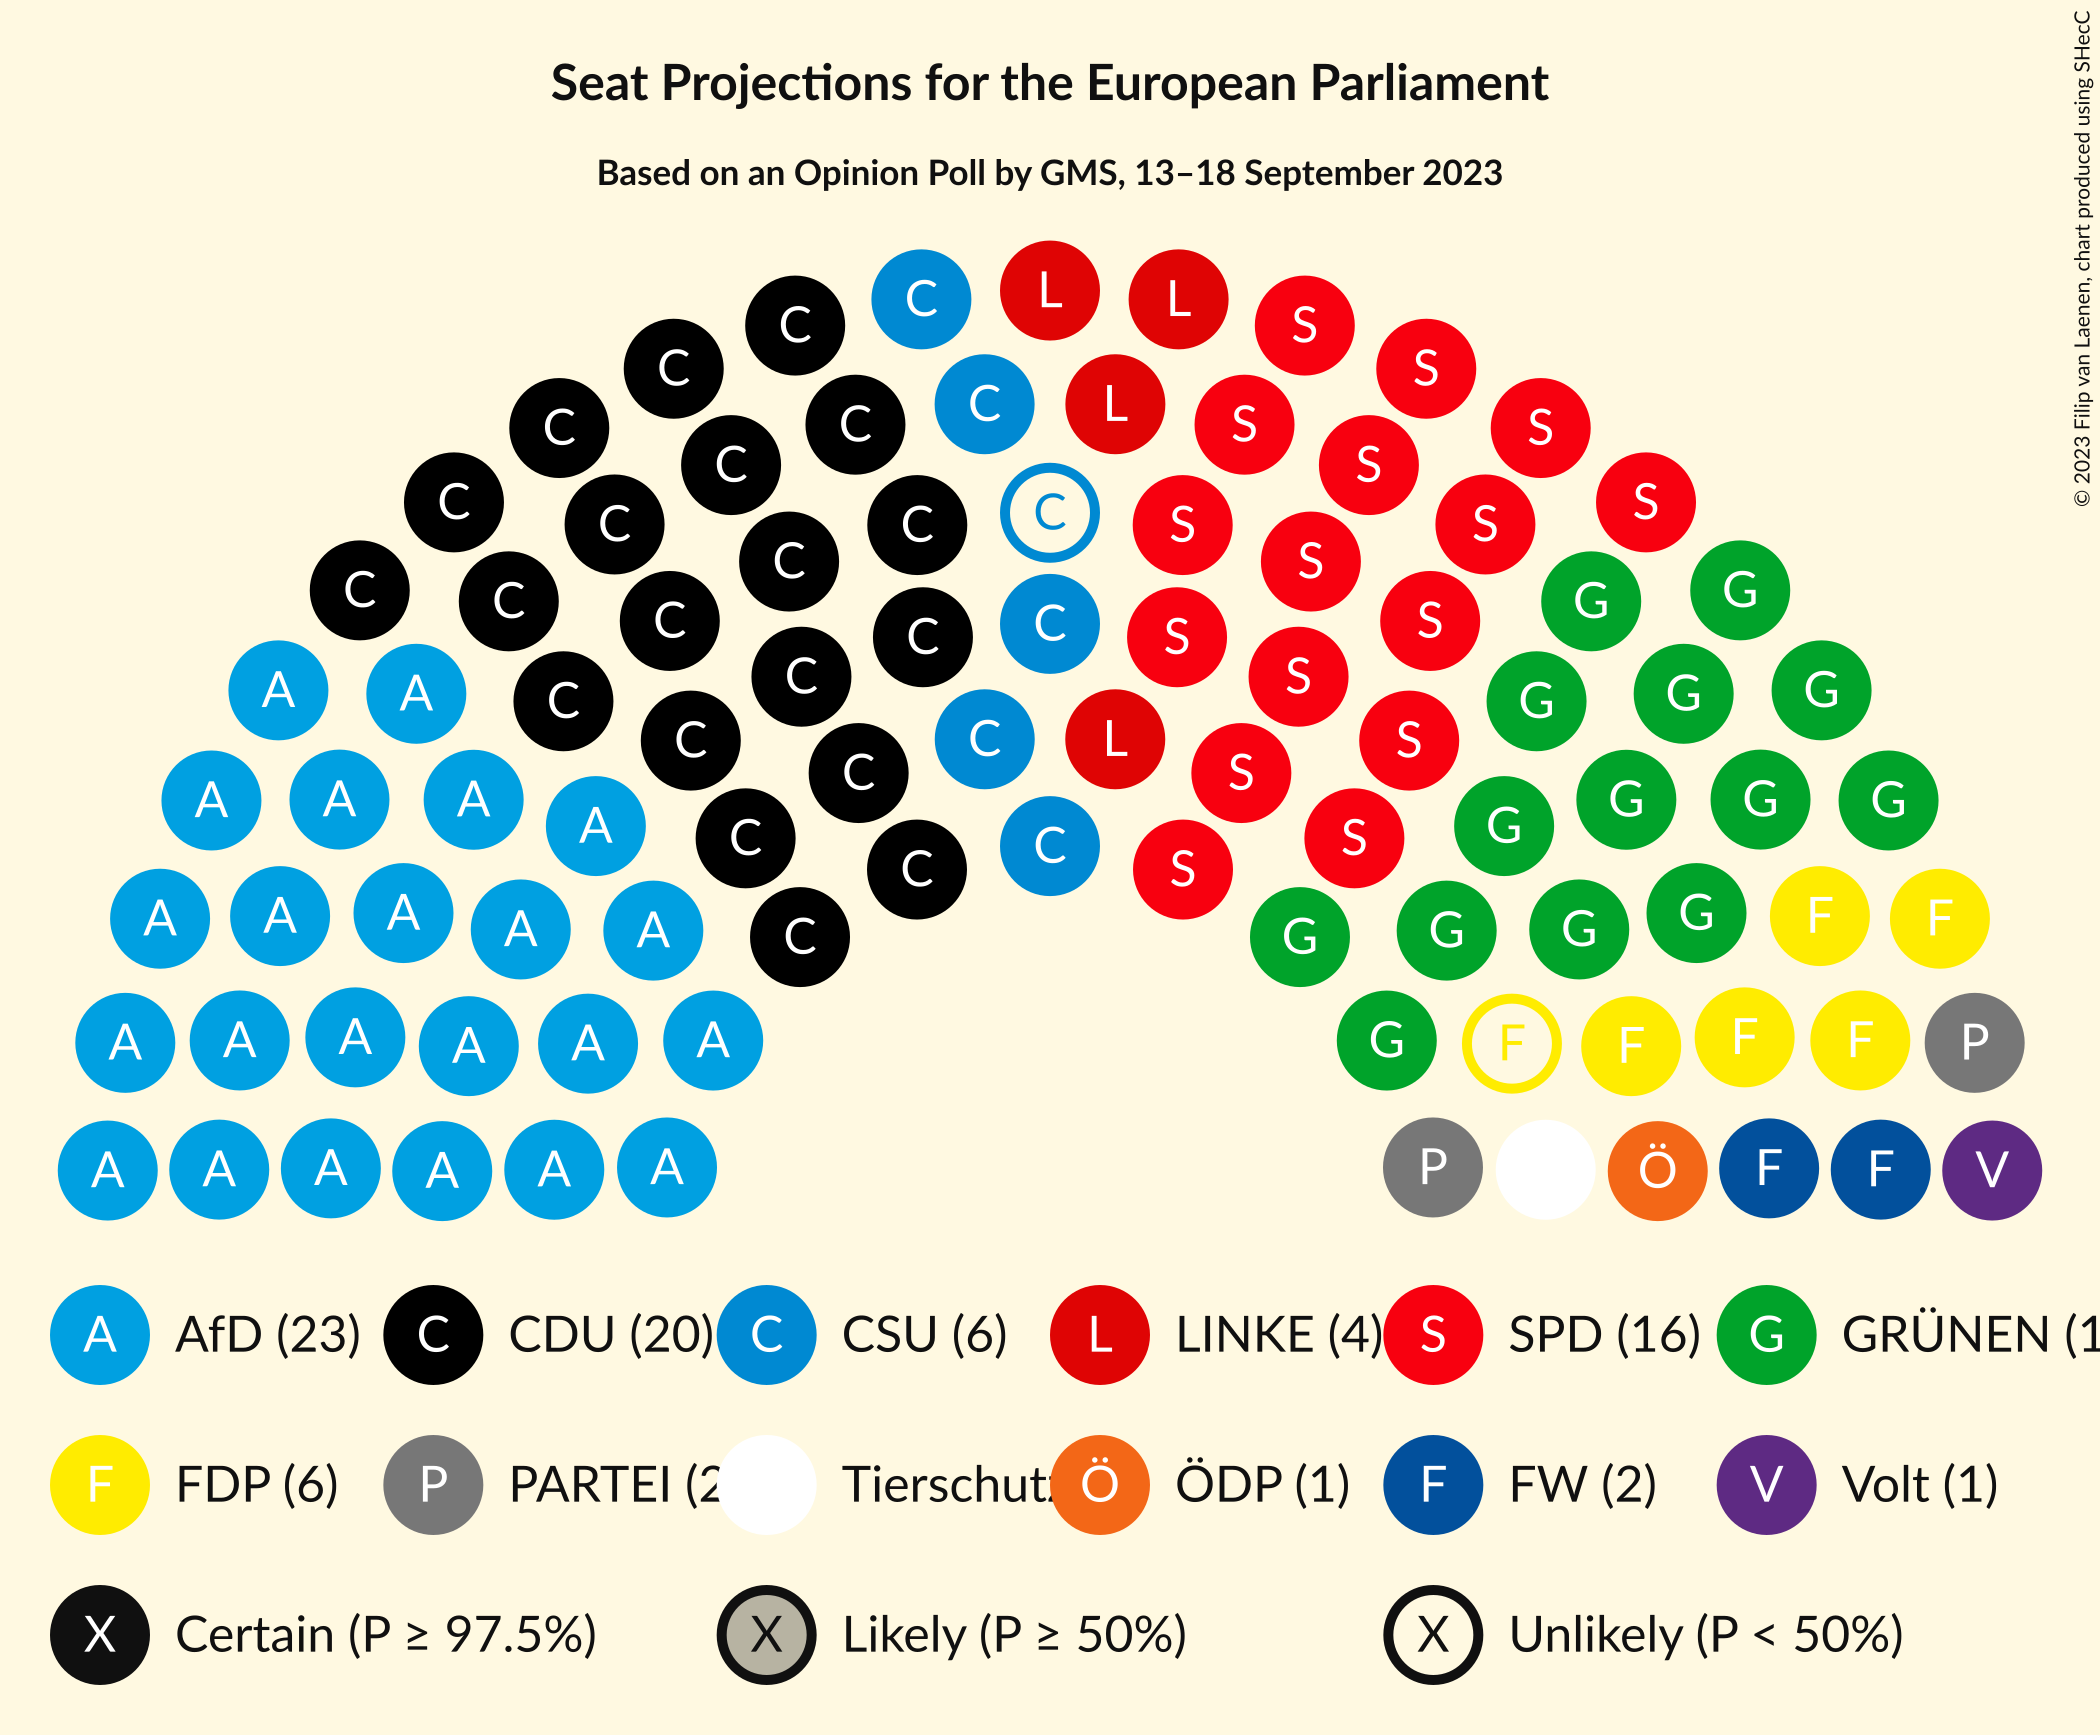 Seat Projections for the European Parliament
Based on an Opinion Poll by GMS, 13–18 September 2023
© 2023 Filip van Laenen, chart produced using SHecC
C L L S
C C S
C C L S S
C C S S
C C C C S S S
C C S S
C C C C S S G G
C C C S S S
A A C C C S S G G G
C C L S
A A A A C C S S G G G G
C C C S
A A A A A C G G G G F F
A A A A A A G F F F F P
A A A A A A P Ö F F V
A AfD (23) C CDU (20) C CSU (6) L LINKE (4) S SPD (16) G GRÜNEN (1
F FDP (6) P PARTEI (2 Tierschutz Ö ÖDP (1) F FW (2) V Volt (1)
X Certain (P ≥ 97.5%) X Likely (P ≥ 50%) X Unlikely (P < 50%)